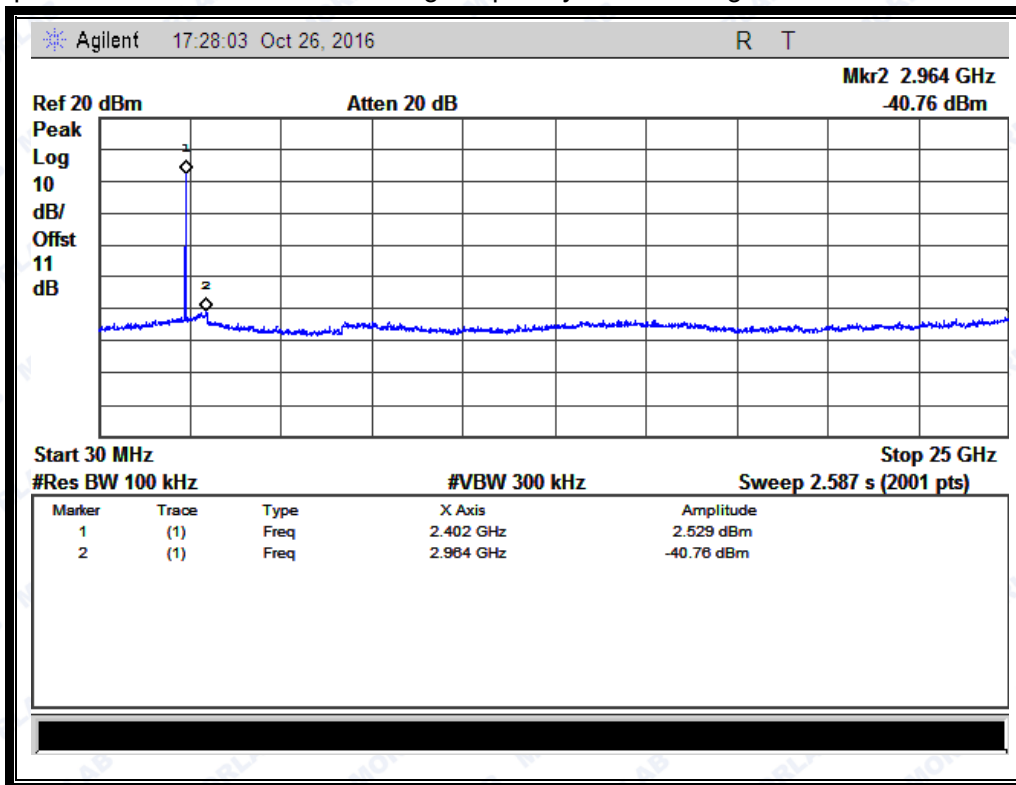 Agilent 17:28:03 Oct 26, 2016 R T
Mkr2 2.964 GHz
Ref 20 dBm Atten 20 dB -40.76 dBm
Peak
Log
10
dB/
Offst
11
dB
1
2
Start 30 MHz Stop 25 GHz
#Res BW 100 kHz #VBW 300 kHz Sweep 2.587 s (2001 pts)
Marker Trace Type X Axis Amplitude
1 (1) Freq 2.402 GHz 2.529 dBm
2 (1) Freq 2.964 GHz -40.76 dBm